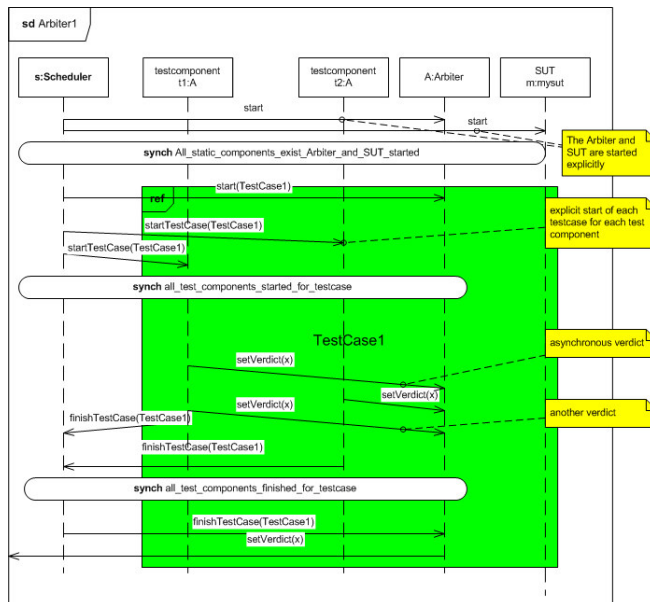 sd Arbiter1
s:Scheduler
testcomponent
t1:A
testcomponent
t2:A
A:Arbiter
SUT
m:mysut
start
start
The Arbiter and
SUT are started
explicitly
synch All_static_components_exist_Arbiter_and_SUT_started
ref
start(TestCase1)
explicit start of each
testcase for each test
component
startTestCase(TestCase1)
startTestCase(TestCase1)
synch all_test_components_started_for_testcase
TestCase1
asynchronous verdict
setVerdict(x)
setVerdict(x)
setVerdict(x)
finishTestCase(TestCase1)
another verdict
finishTestCase(TestCase1)
synch all_test_components_finished_for_testcase
finishTestCase(TestCase1)
setVerdict(x)